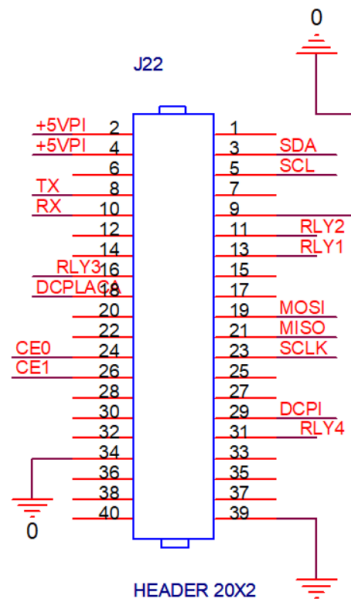 0
J22
+5VPI 2 1
+5VPI 4 3 SDA
6 5 SCL
TX 8 7
RX 10 9
12 11 RLY2
14 13 RLY1
RLY3 16 15
DCPLACA 18 17
20 19 MOSI
22 21 MISO
CE0 24 23 SCLK
CE1 26 25
28 27
30 29 DCPI
32 31 RLY4
34 33
36 35
38 37
0 40 39
HEADER 20X2